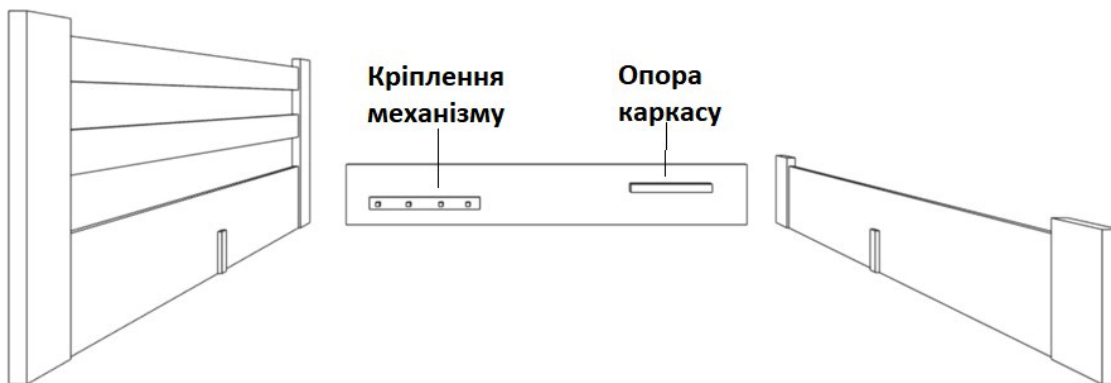 Кріплення
механізму
Опора
каркасу